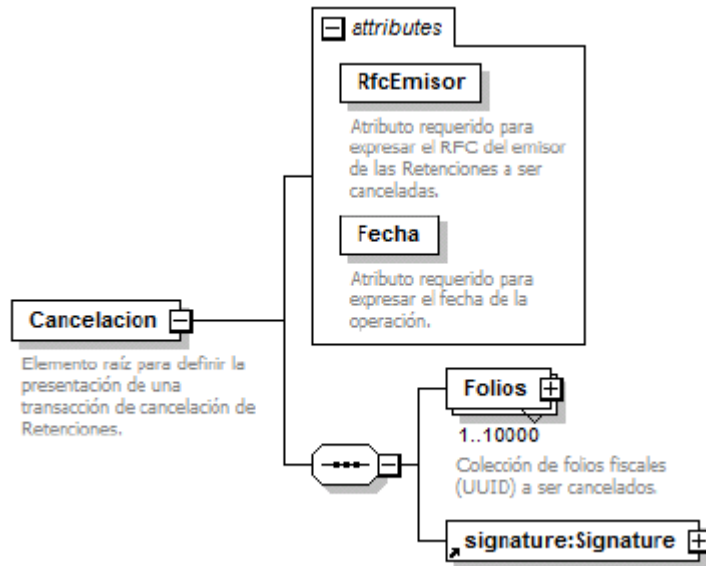 attributes
RfcEmisor
Atributo requerido para
expresar el RFC del emisor
de las Retenciones a ser
canceladas.
Fecha
Atributo requerido para
expresar el fecha de la
operación.
Cancelacion
Elemento raíz para definir la
presentación de una
transacción de cancelación de
Retenciones.
Folios
1..10000
Colección de folios fiscales
(UUID) a ser cancelados.
signature:Signature